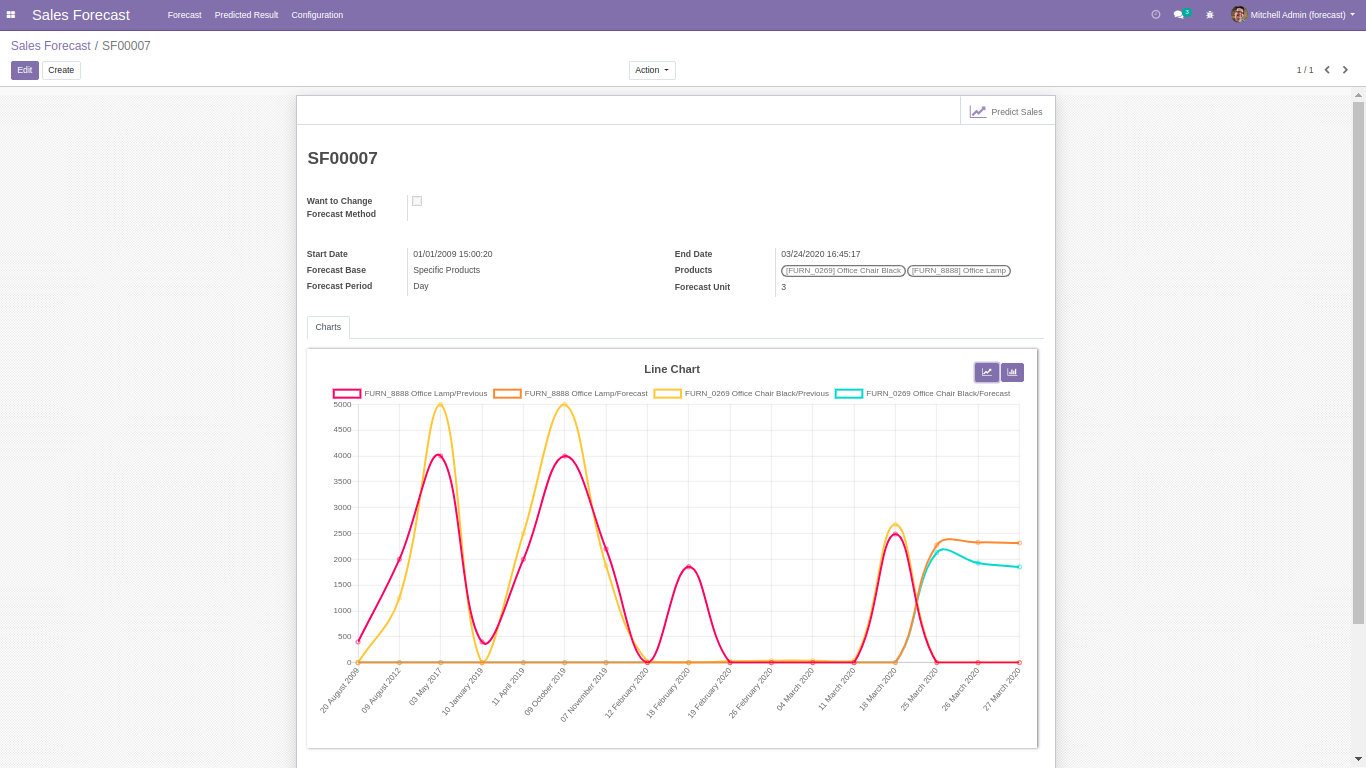 Sales Forecast Forecast Predicted Result Configuration 3 Mitchell Admin (forecast)
Sales Forecast / SF00007
Edit Create Action 1 / 1
Predict Sales
SF00007
Want to Change
Forecast Method
Start Date 01/01/2009 15:00:20 End Date 03/24/2020 16:45:17
Forecast Base Specific Products Products [FURN_0269] Office Chair Black [FURN_8888] Office Lamp
Forecast Period Day Forecast Unit 3
Charts
Line Chart
FURN_8888 Office Lamp/Previous FURN_8888 Office Lamp/Forecast FURN_0269 Office Chair Black/Previous FURN_0269 Office Chair Black/Forecast
5000
4500
4000
3500
3000
2500
2000
1500
1000
500
0
20 August 2009
09 August 2012
03 May 2017
10 January 2019
11 April 2019
09 October 2019
07 November 2019
12 February 2020
18 February 2020
19 February 2020
26 February 2020
04 March 2020
11 March 2020
18 March 2020
25 March 2020
26 March 2020
27 March 2020